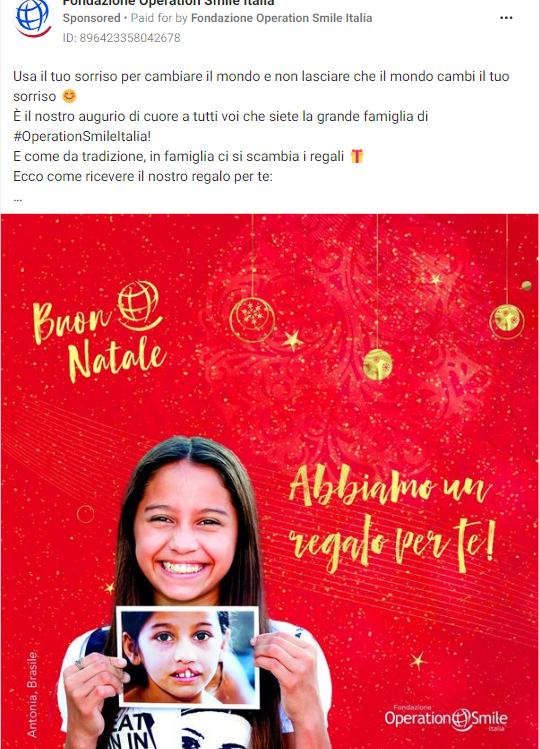 Fondazione Operation Smile Italia
Sponsored • Paid for by Fondazione Operation Smile Italia
ID: 896423358042678
Usa il tuo sorriso per cambiare il mondo e non lasciare che il mondo cambi il tuo
sorriso 😊
È il nostro augurio di cuore a tutti voi che siete la grande famiglia di
#OperationSmileItalia!
E come da tradizione, in famiglia ci si scambia i regali 🎁
Ecco come ricevere il nostro regalo per te:
...
Buon
Natale
Abbiamo un
regalo per te!
Antonia, Brasile
Fondazione
Operation Smile
Italia